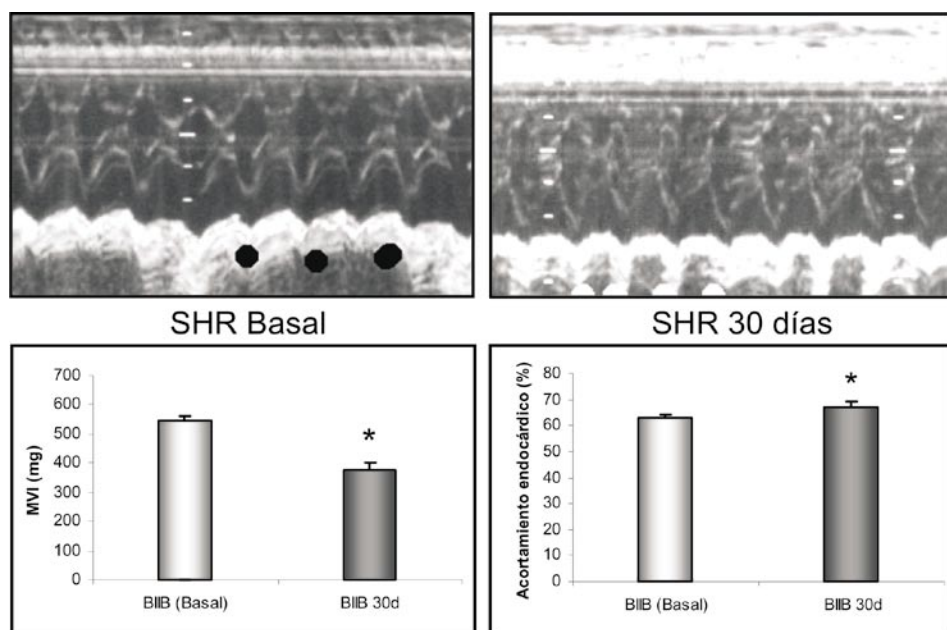 SHR Basal
SHR 30 días
MVI (mg)
700
600
500
400
300
200
100
0
*
BIIB (Basal)
BIIB 30d
Acortamiento endocárdico (%)
80
70
60
50
40
30
20
10
0
*
BIIB (Basal)
BIIB 30d